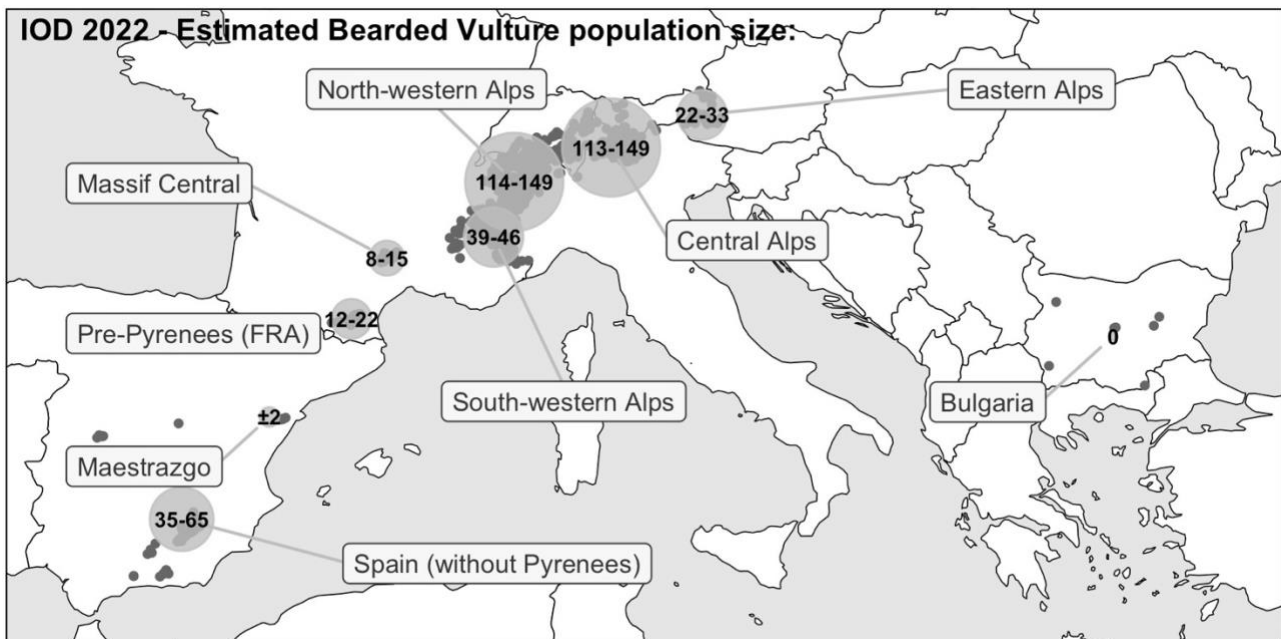 IOD 2022 - Estimated Bearded Vulture population size:
North-western Alps
Eastern Alps
22-33
113-149
Massif Central
114-149
39-46
Central Alps
8-15
12-22
Pre-Pyrenees (FRA)
0
South-western Alps
Bulgaria
±2
Maestrazgo
35-65
Spain (without Pyrenees)